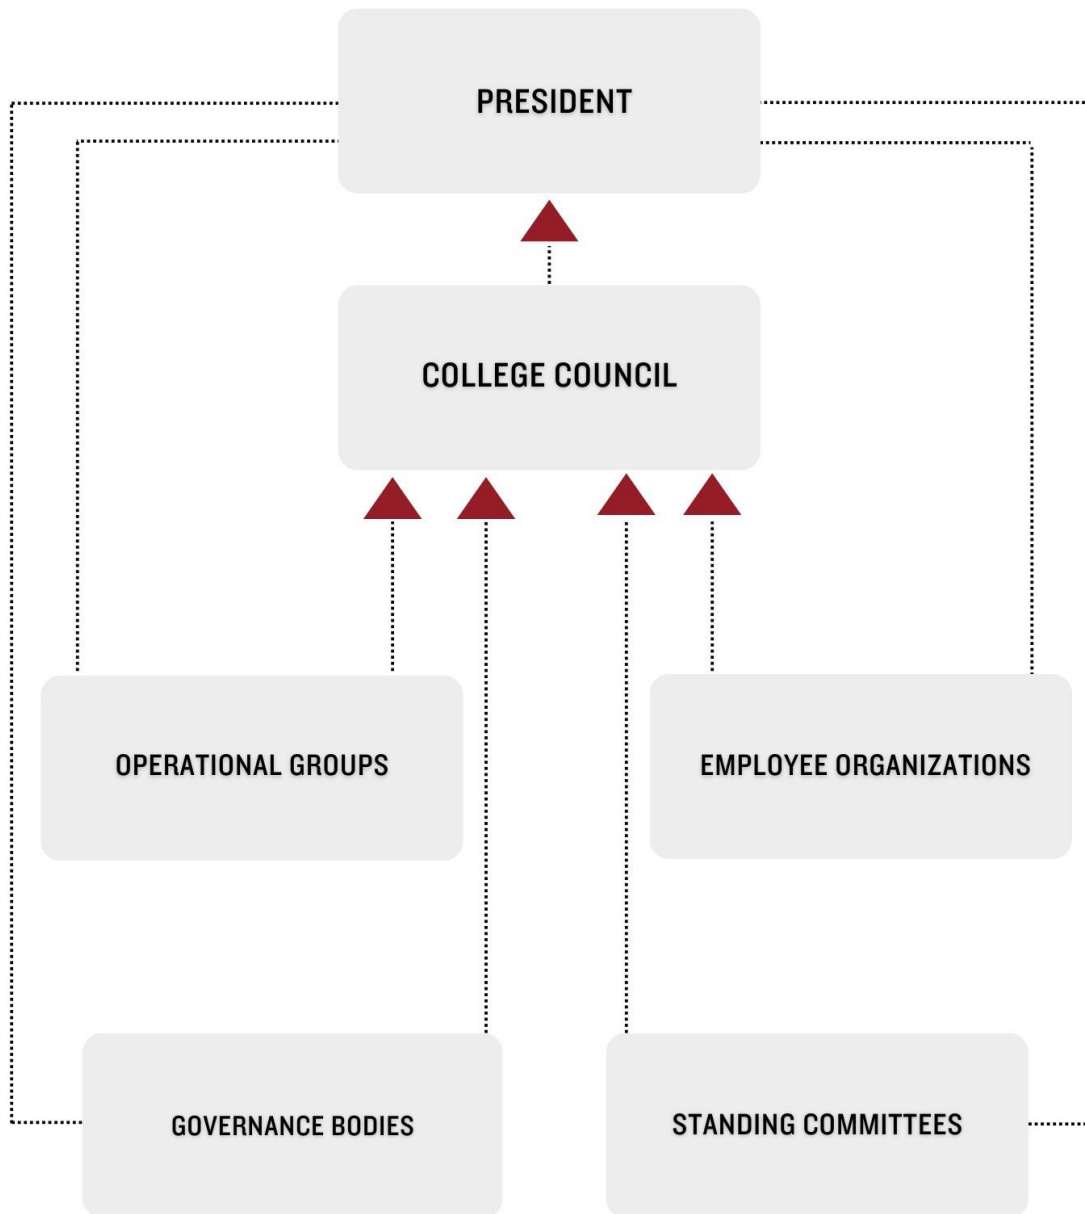 PRESIDENT
COLLEGE COUNCIL
OPERATIONAL GROUPS
EMPLOYEE ORGANIZATIONS
GOVERNANCE BODIES
STANDING COMMITTEES